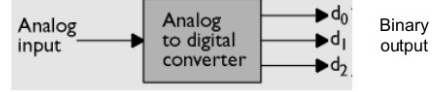 Analog
input
Analog
to digital
converter
d0
d1
d2
Binary
output